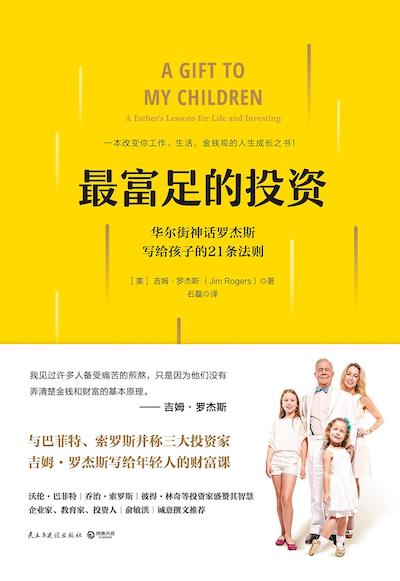 A GIFT TO
MY CHILDREN
A Father's Lessons for Life and Investing
一本改变你工作、生活、金钱观的人生成长之书!
最富足的投资
华尔街神话罗杰斯
写给孩子的21条法则
[美] 吉姆·罗杰斯(Jim Rogers)著
石磊◎译
我见过许多人备受痛苦的煎熬,只是因为他们没有
弄清楚金钱和财富的基本原理。
—— 吉姆·罗杰斯
与巴菲特、索罗斯并称三大投资家
吉姆·罗杰斯写给年轻人的财富课
沃伦·巴菲特|乔治·索罗斯|彼得·林奇等投资家盛赞其智慧
企业家、教育家、投资人|俞敏洪|诚意撰文推荐
民主与建设出版社
博集天卷
CS-BOOKY